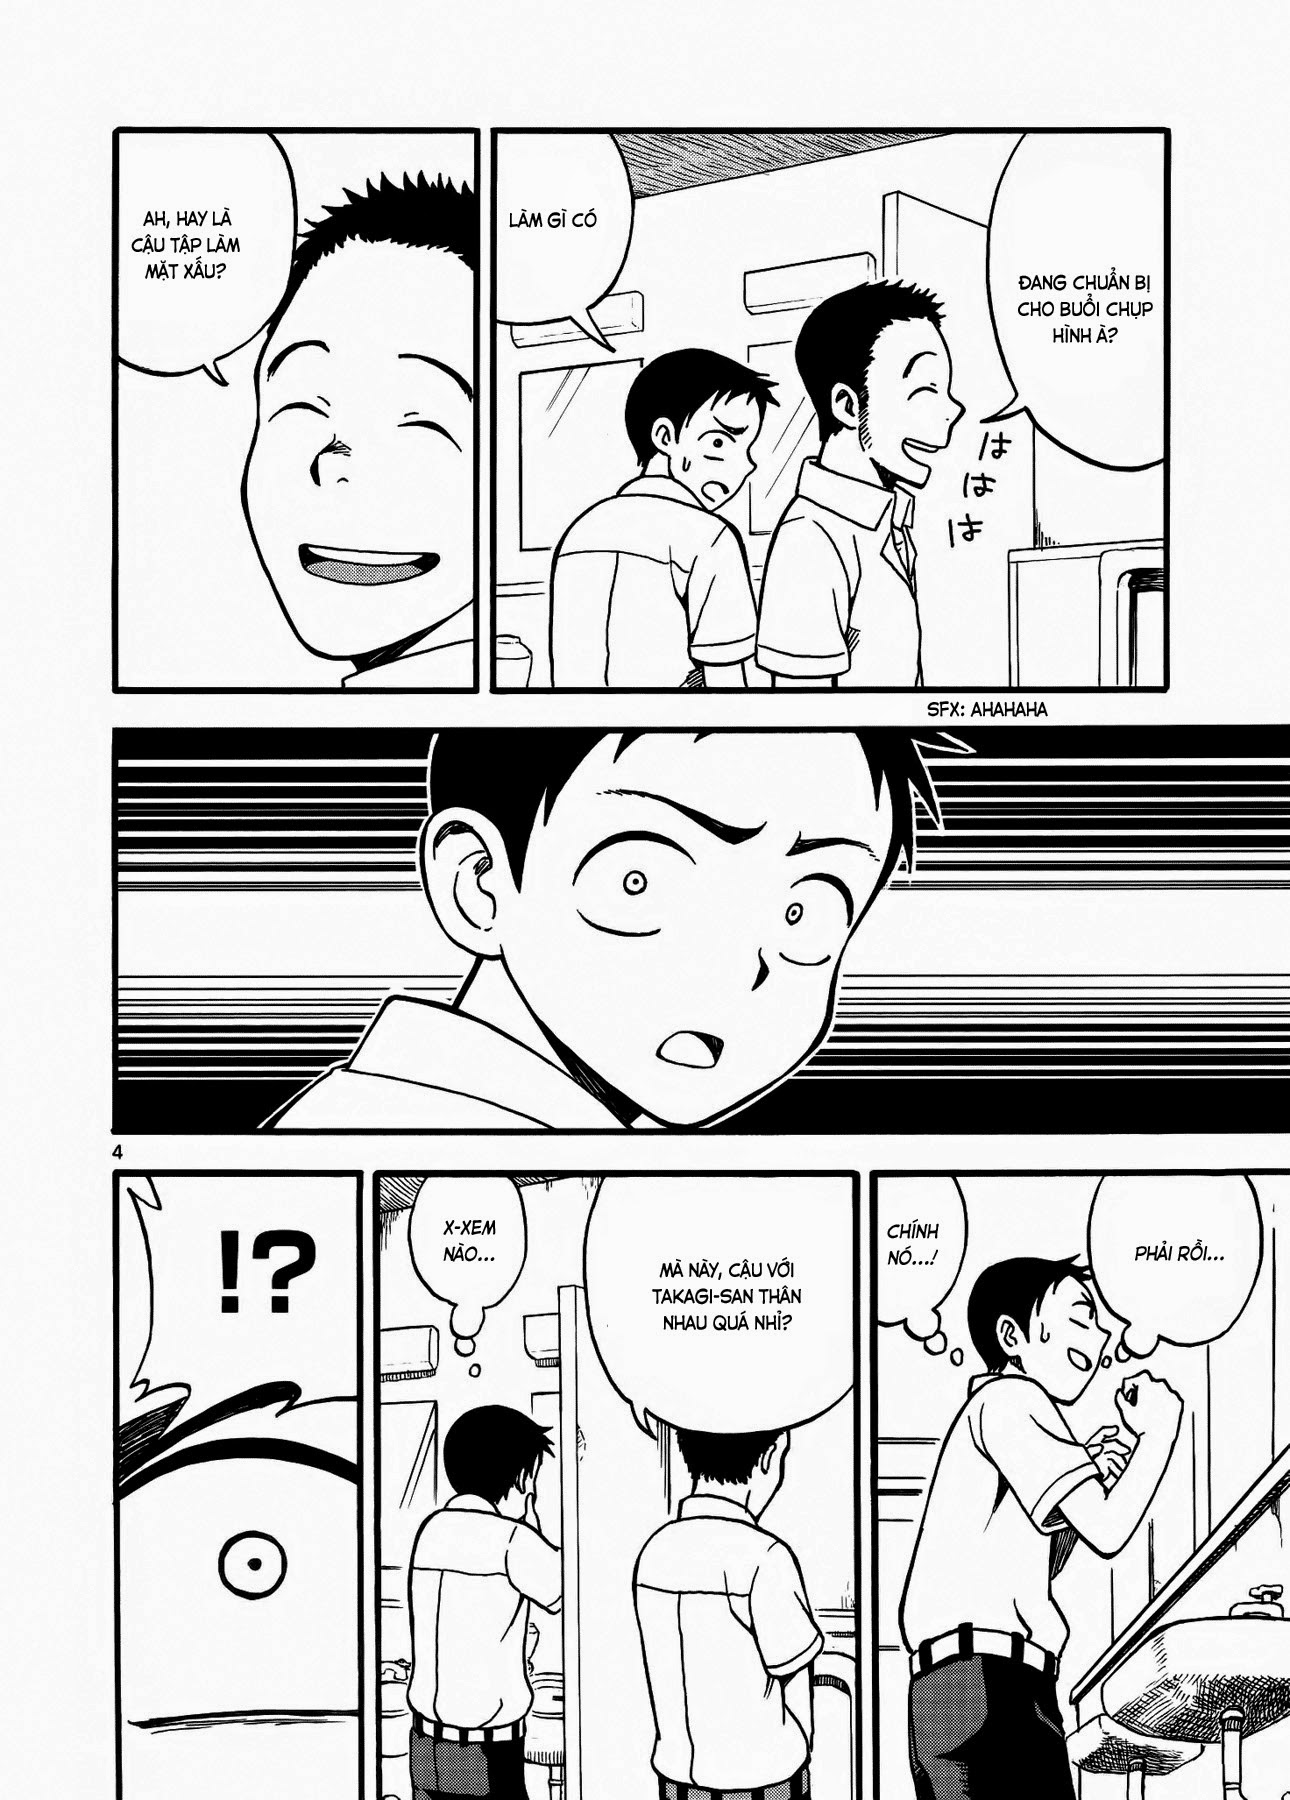 ĐANG CHUẨN BỊ
CHO BUỔI CHỤP
HÌNH À?
LÀM GÌ CÓ
は
は
は
は
は
SFX: AHAHAHA
AH, HAY LÀ
CẬU TẬP LÀM
MẶT XẤU?
4
PHẢI RỒI...
CHÍNH
NÓ...!
MÀ NÀY, CẬU VỚI
TAKAGI-SAN THÂN
NHAU QUÁ NHỈ?
X-XEM
NÀO...
!?